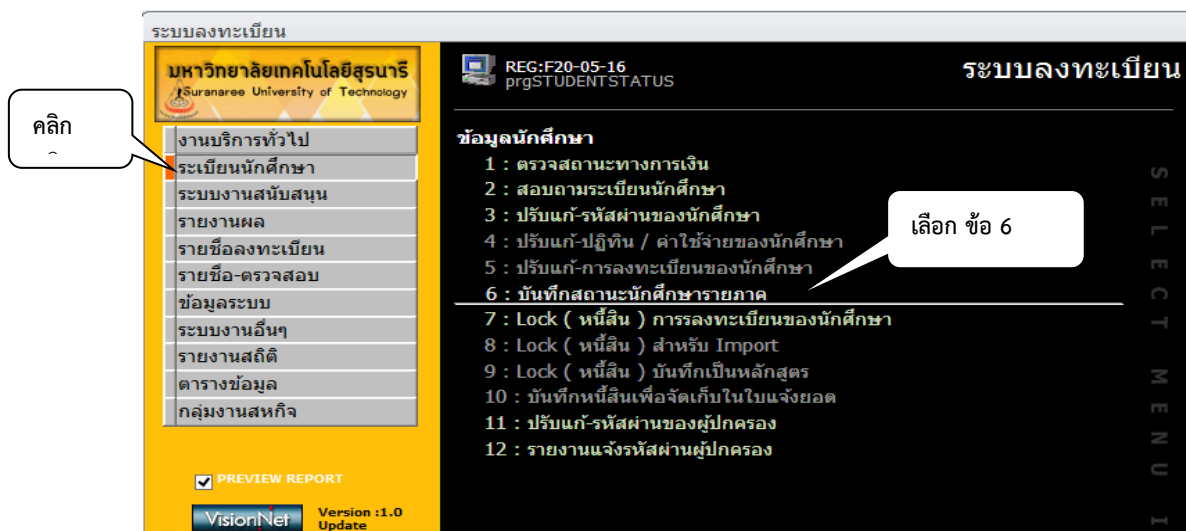 ระบบลงทะเบียน
มหาวิทยาลัยเทคโนโลยีสุรนารี
Suranaree University of Technology
REG:F20-05-16
prgSTUDENTSTATUS
ระบบลงทะเบียน
คลิก
งานบริการทั่วไป
ระเบียนนักศึกษา
ระบบงานสนับสนุน
รายงานผล
รายชื่อลงทะเบียน
รายชื่อ-ตรวจสอบ
ข้อมูลระบบ
ระบบงานอื่นๆ
รายงานสถิติ
ตารางข้อมูล
กลุ่มงานสหกิจ
PREVIEW REPORT
VisionNet
Version :1.0
Update
ข้อมูลนักศึกษา
1 : ตรวจสถานะทางการเงิน
2 : สอบถามระเบียนนักศึกษา
3 : ปรับแก้-รหัสผ่านของนักศึกษา
4 : ปรับแก้-ปฏิทิน / ค่าใช้จ่ายของนักศึกษา
5 : ปรับแก้-การลงทะเบียนของนักศึกษา
6 : บันทึกสถานะนักศึกษารายภาค
7 : Lock ( หนี้สิน ) การรลงทะเบียนของนักศึกษา
8 : Lock ( หนี้สิน ) สำหรับ Import
9 : Lock ( หนี้สิน ) บันทึกเป็นหลักสูตร
10 : บันทึกหนี้สินเพื่อจัดเก็บในใบแจ้งยอด
11 : ปรับแก้-รหัสผ่านของผู้ปกครอง
12 : รายงานแจ้งรหัสผ่านผู้ปกครอง
เลือก ข้อ 6
SELECT MENU I